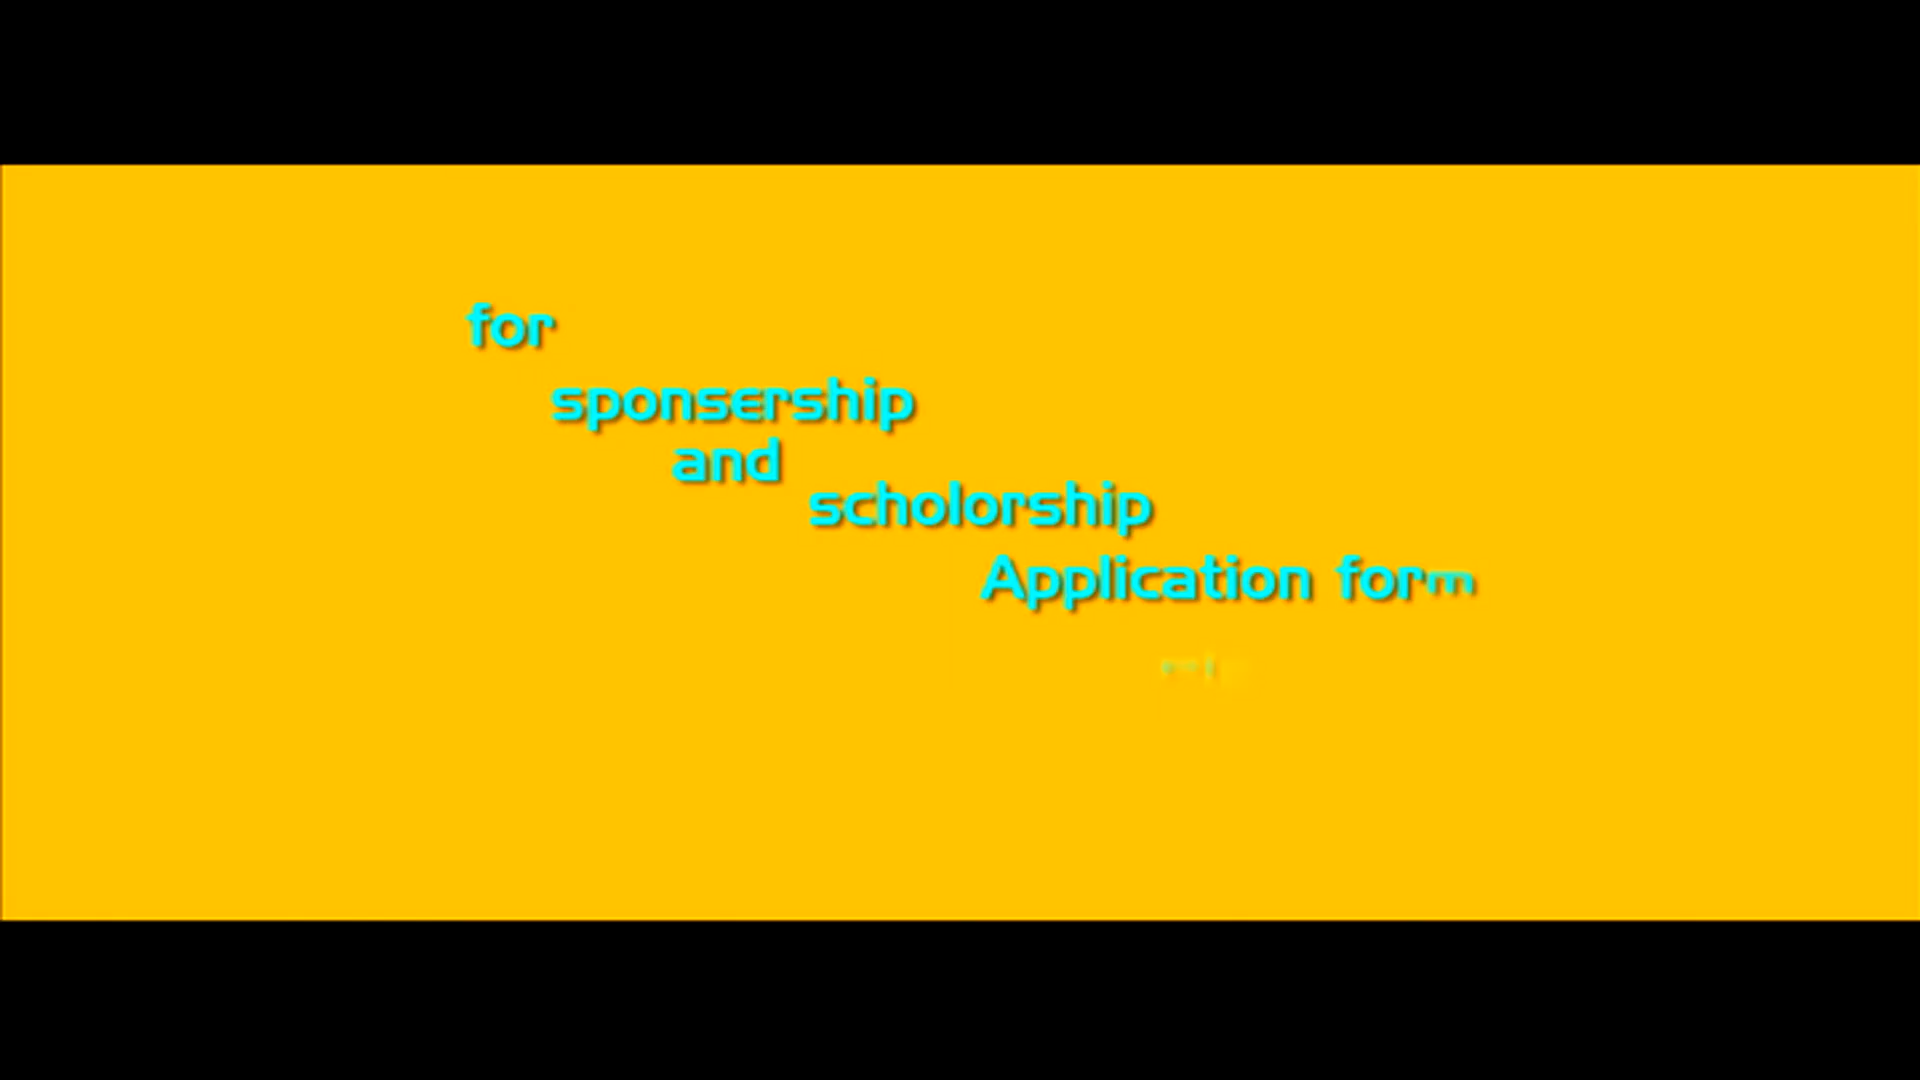 for
sponsership
and
scholorship
Application form